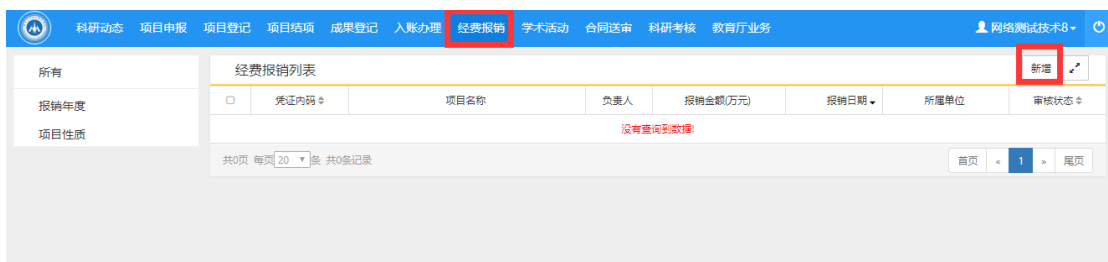 科研动态 项目申报 项目登记 项目结项 成果登记 入账办理 经费报销 学术活动 合同送审 科研考核 教育厅业务 网络测试技术8
所有
报销年度
项目性质
经费报销列表 新增
凭证内码 项目名称 负责人 报销金额(万元) 报销日期 所属单位 审核状态
没有查询到数据!
共0页 每页 20 条 共0条记录 首页 « 1 » 尾页